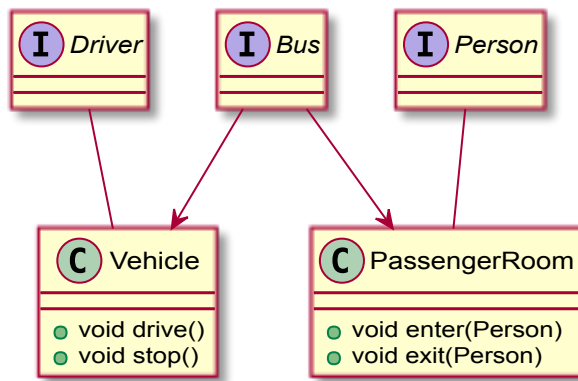 I Driver
I Bus
I Person
C Vehicle
void drive()
void stop()
C PassengerRoom
void enter(Person)
void exit(Person)